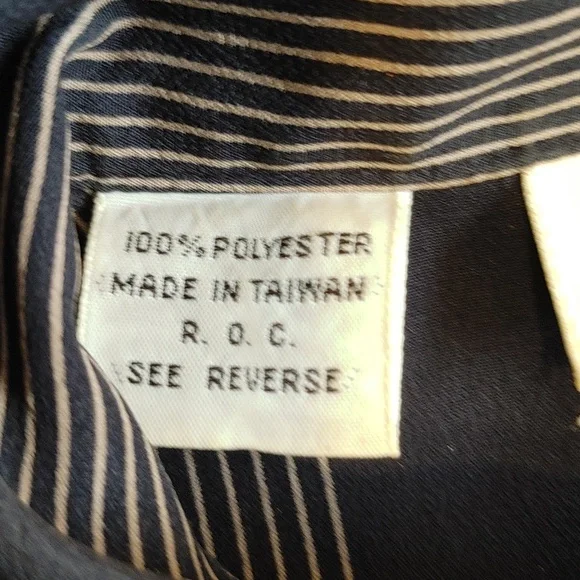 100% POLYESTER
MADE IN TAIWAN
R. O. C.
SEE REVERSE